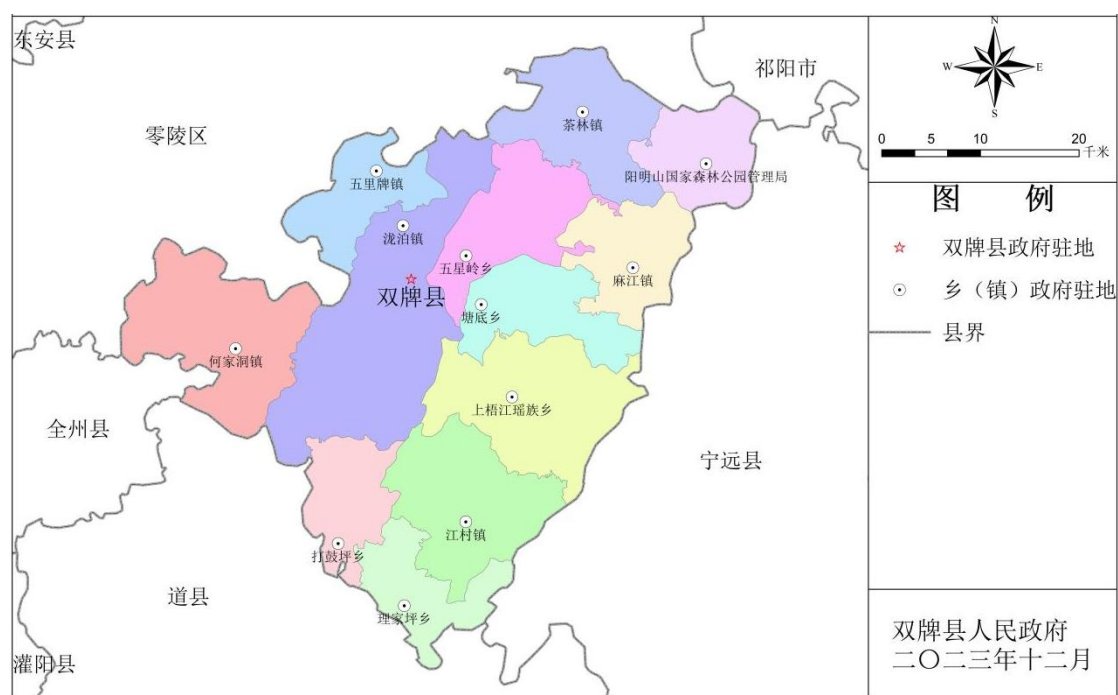 东安县
祁阳市
零陵区
茶林镇
阳明山国家森林公园管理局
五里牌镇
泷泊镇
五星岭乡
麻江镇
双牌县
塘底乡
何家洞镇
上梧江瑶族乡
全州县
宁远县
江村镇
打鼓坪乡
道县
理家坪乡
灌阳县
N
W E
S
0 5 10 20
千米
图 例
双牌县政府驻地
乡（镇）政府驻地
县界
双牌县人民政府
二〇二三年十二月